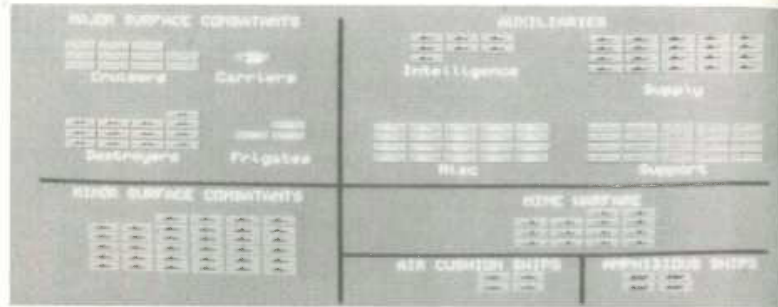 MAJOR SURFACE COMBATANTS
Cruisers
Carriers
Destroyers
Frigates
AUXILIARIES
Intelligence
Supply
Misc
Support
MINOR SURFACE COMBATANTS
MINE WARFARE
AIR CUSHION SHIPS
AMPHIBIOUS SHIPS